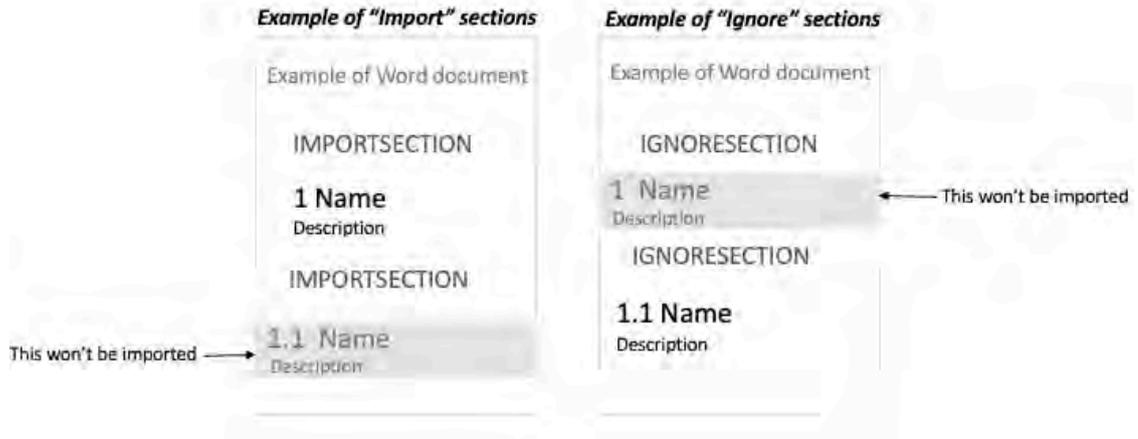 Example of “Import” sections
Example of Word document
IMPORTSECTION
1 Name
Description
IMPORTSECTION
1.1 Name
Description
This won’t be imported
Example of “Ignore” sections
Example of Word document
IGNORESECTION
1 Name
Description
This won’t be imported
IGNORESECTION
1.1 Name
Description